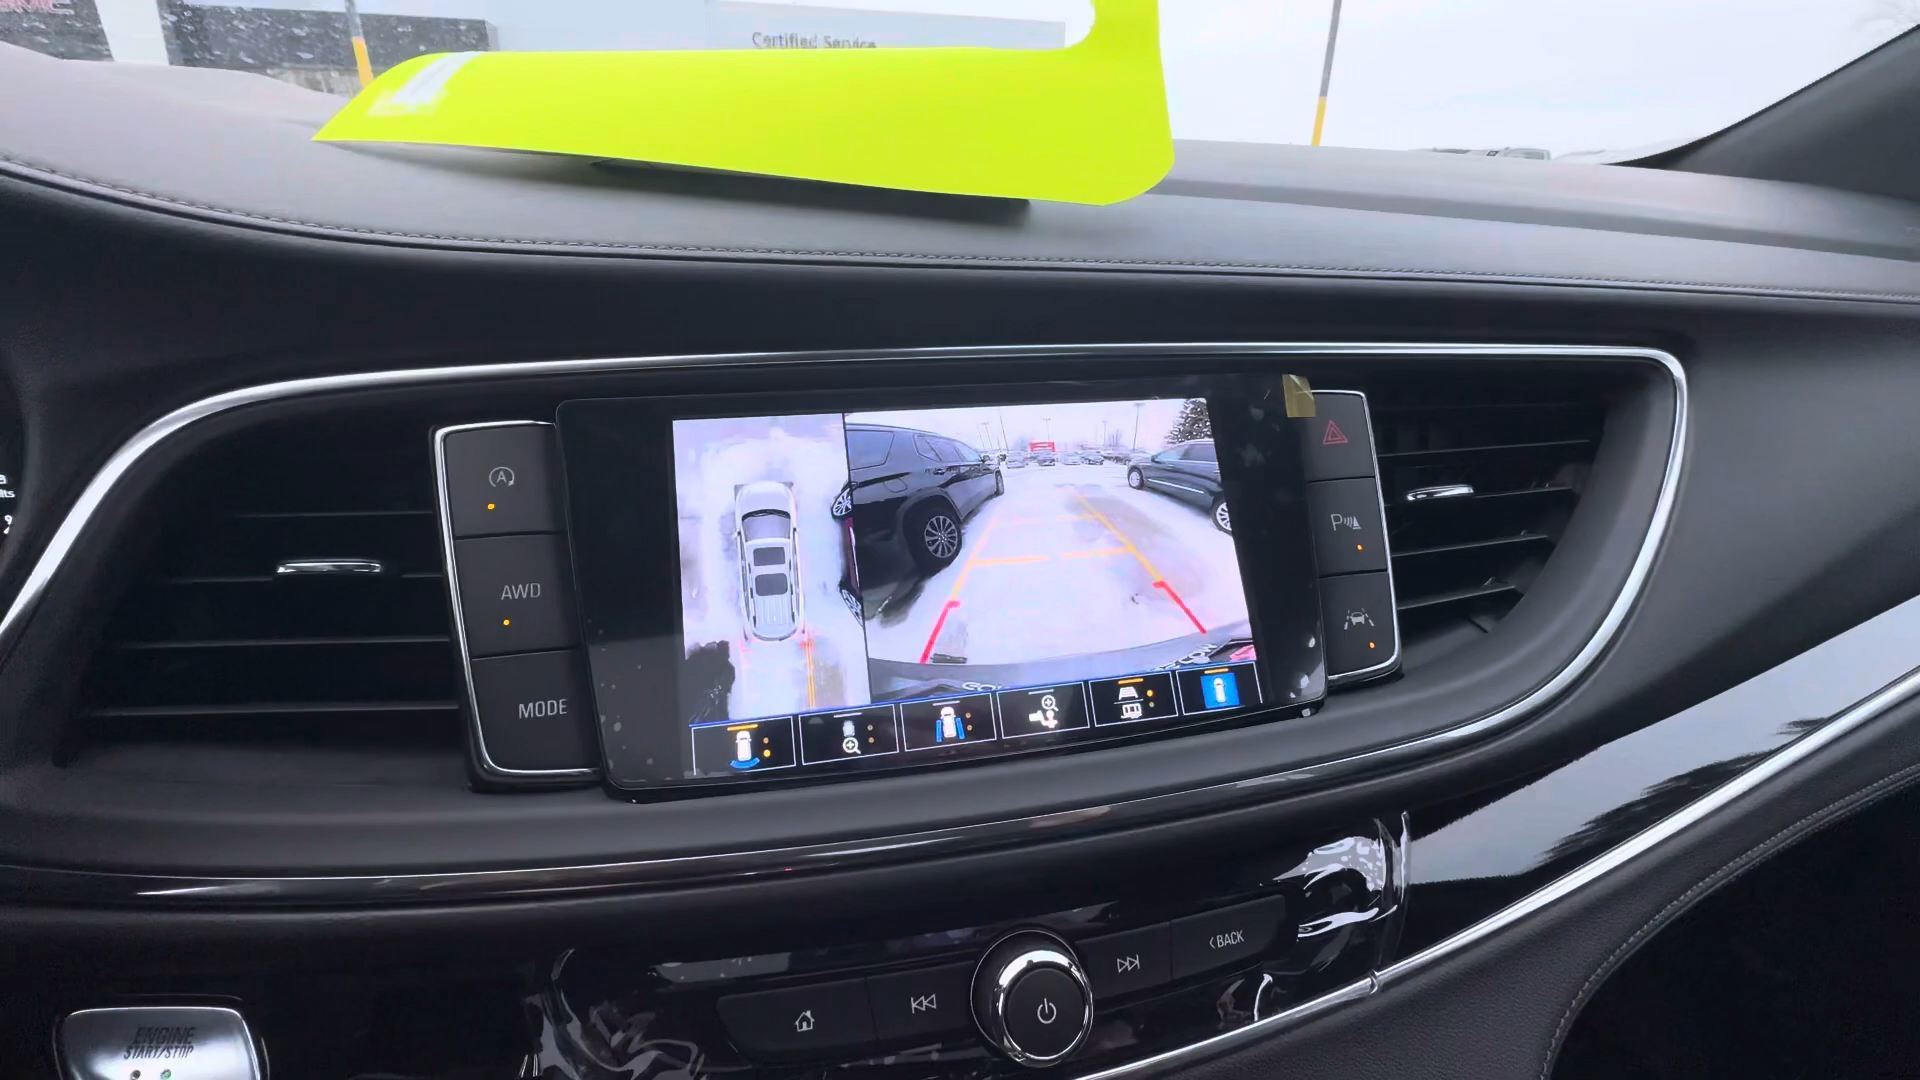 Certified Service
A
AWD
MODE
P
BACK
ENGINE
START/STOP